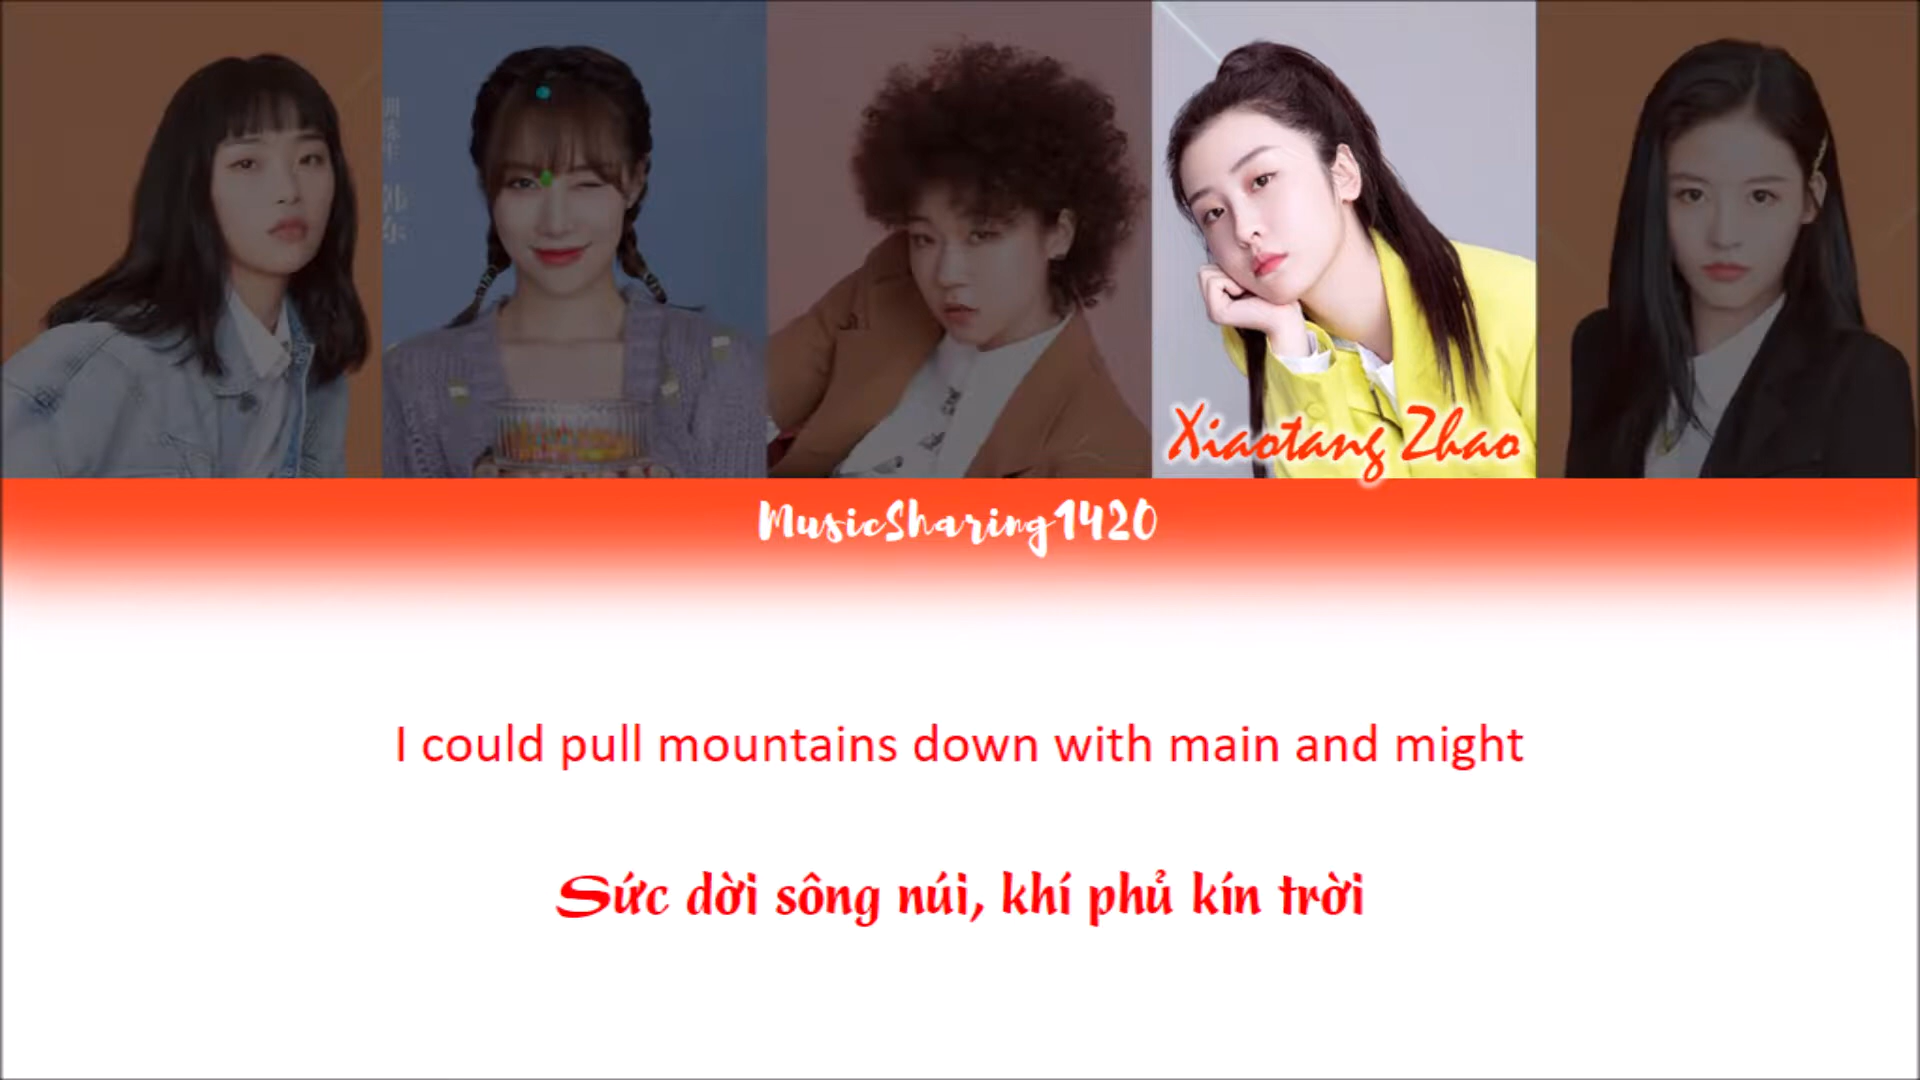 Xiaotang Zhao
MusicSharing1420
I could pull mountains down with main and might
Sức dời sông núi, khí phủ kín trời